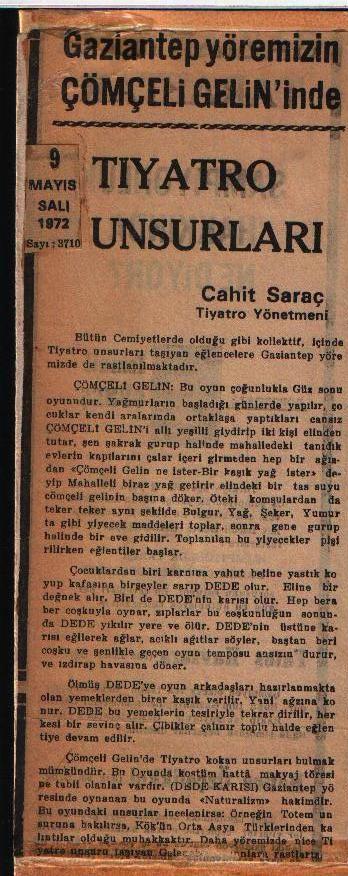 Gaziantep yöremizin
ÇÖMÇELİ GELİN'inde
9
MAYIS
SALI
1972
Sayı: 3710
TIYATRO
UNSURLARI
Cahit Saraç
Tiyatro Yönetmeni
Bütün Cemiyetlerde olduğu gibi kollektif, içinde
Tiyatro unsurları taşıyan eğlencelere Gaziantep yöre
mizde de rastlanılmaktadır.
ÇÖMÇELİ GELİN: Bu oyun çoğunlukla Güz sonu
oyunudur. Yağmurların başladığı günlerde yapılır, ço
cuklar kendi aralarında ortaklaşa yaptıkları cansız
ÇÖMÇELİ GELİN'i allı yeşilli giydirip iki kişi elinden
tutar, şen şakrak gurup halinde mahalledeki tanıdık
evlerin kapılarını çalar içeri girmeden hep bir ağız-
dan «Çömçeli Gelin ne ister-Bir kaşık yağ ister» de-
yip Mahalleli biraz yağ getirir elindeki bir tas suyu
çömçeli gelinin başına döker. Öteki komşulardan da
teker teker aynı şekilde Bulgur, Yağ, Şeker, Yumur
ta gibi yiyecek maddeleri toplar, sonra gene gurup
halinde bir eve gidilir. Toplanılan bu yiyecekler pişi
rilirken eğlentiler başlar.
Çocuklardan biri karnına yahut beline yastık ko
yup kafasına birşeyler sarıp DEDE olur. Eline bir
değnek alır. Biri de DEDE'nin karısı olur. Hep bera
ber coşkuyla oynar, zıplarlar bu coşkunluğun sonun-
da DEDE yıkılır yere ve ölür. DEDE'nin üstüne ka-
rısı eğilerek ağlar, acıklı ağıtlar söyler, baştan beri
coşku ve şenlikle geçen oyun temposu ansızın durur,
ve ızdırap havasına döner.
Ölmüş DEDE'ye oyun arkadaşları hazırlanmakta
olan yemeklerden birer kaşık verilir. Yani ağzına ko
nur. DEDE bu yemeklerin tesiriyle tekrar dirilir, her
kesi bir sevinç alır. Çibikler çalınır toplu halde eğlen
tiye devam edilir.
Çömçeli Gelin'de Tiyatro kokan unsurları bulmak
mümkündür. Bu Oyunda kostüm hattâ makyaj töresi
ne tabii olanlar vardır. (DEDE KARISI) Gaziantep yö
resinde oynanan bu oyunda «Naturalizm» hakimdir.
Bu oyundaki unsurlar incelenirse: Örneğin Totem un
suruna bakılırsa, Kök'ün Orta Asya Türklerinden ka
lıntılar olduğu muhakkaktır. Daha yöremizde nice Ti
yatro unsuru taşıyan rastlarız.